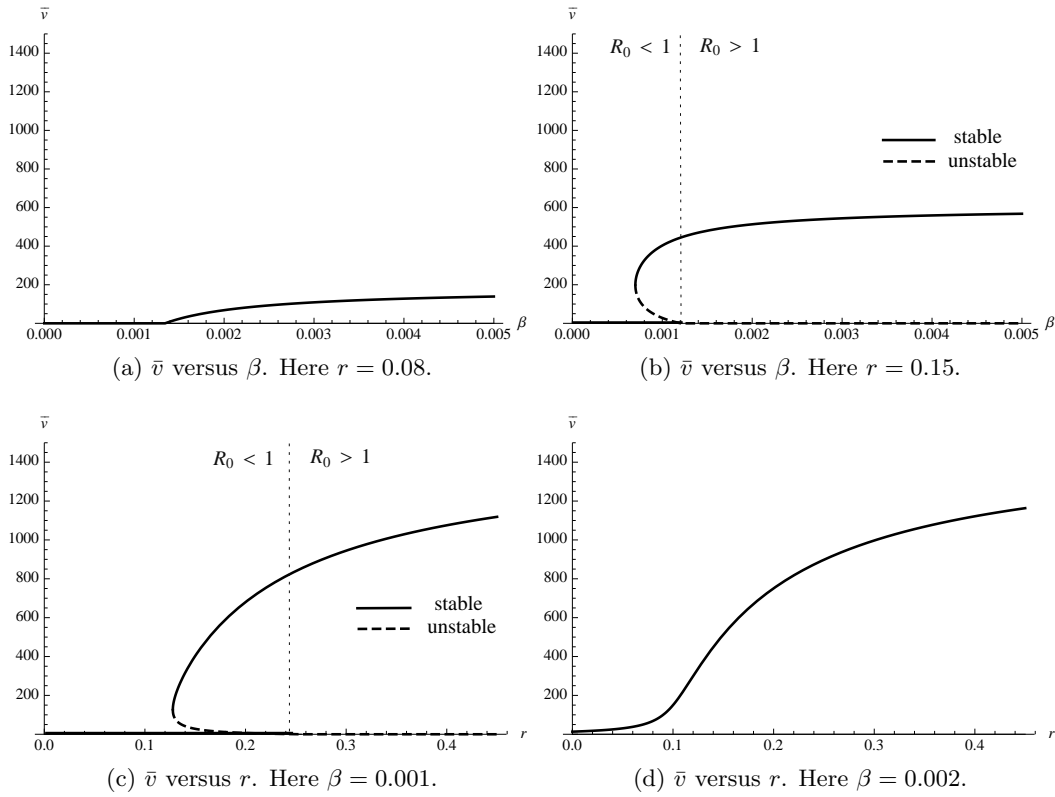 v̄
1400
1200
1000
800
600
400
200
0.000 0.001 0.002 0.003 0.004 0.005 β
(a) v̄ versus β. Here r = 0.08.
v̄
1400
1200
1000
800
600
400
200
R₀ < 1 R₀ > 1
stable
unstable
0.000 0.001 0.002 0.003 0.004 0.005 β
(b) v̄ versus β. Here r = 0.15.
v̄
1400
1200
1000
800
600
400
200
R₀ < 1 R₀ > 1
stable
unstable
0.0 0.1 0.2 0.3 0.4 r
(c) v̄ versus r. Here β = 0.001.
v̄
1400
1200
1000
800
600
400
200
0.0 0.1 0.2 0.3 0.4 r
(d) v̄ versus r. Here β = 0.002.